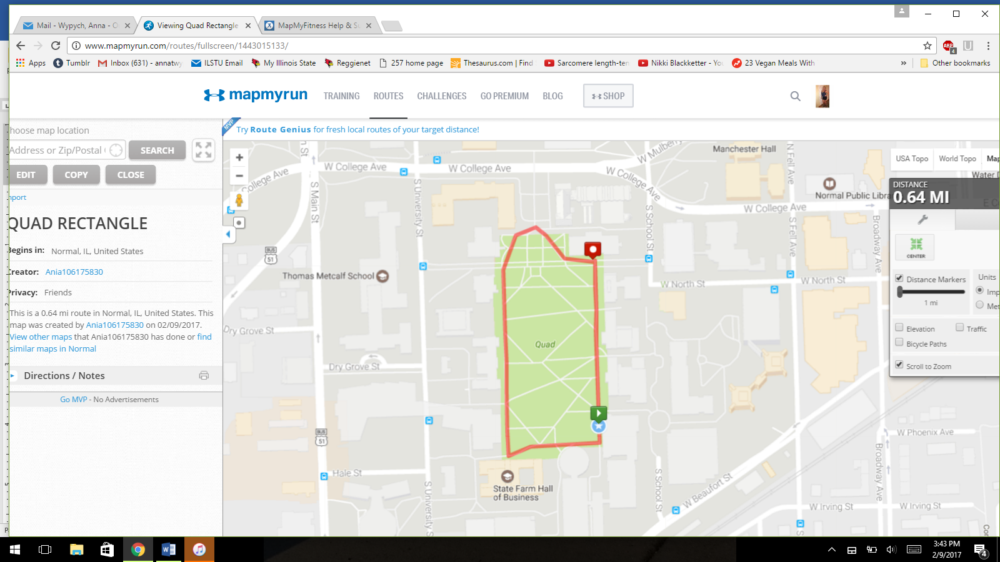 Mail - Wypych, Anna - O
Viewing Quad Rectangle
MapMyFitness Help & Su
www.mapmyrun.com/routes/fullscreen/1443015133/
ABP
4
Apps
Tumblr
Inbox (631) - annatwy
ILSTU Email
My Illinois State
Reggienet
257 home page
Thesaurus.com | Find
Sarcomere length-ten
Nikki Blackketter - You
23 Vegan Meals With
»
Other bookmarks
mapmyrun
TRAINING
ROUTES
CHALLENGES
GO PREMIUM
BLOG
SHOP
MVP
Try Route Genius for fresh local routes of your target distance!
hoose map location
Address or Zip/Postal
SEARCH
EDIT
COPY
CLOSE
mport
QUAD RECTANGLE
Begins in: Normal, IL, United States
Creator: Ania106175830
Privacy: Friends
This is a 0.64 mi route in Normal, IL, United States. This
map was created by Ania106175830 on 02/09/2017.
View other maps that Ania106175830 has done or find
similar maps in Normal
Directions / Notes
Go MVP - No Advertisements
W College Ave
W College Ave
College Ave
W College Ave
W College Ave
W Mulberry
Manchester Hall
N Fell Ave
S Fell Ave
Normal Public Libra
n St
S Main St
S University St
S School St
Broadway Ave
BUS
51
Thomas Metcalf School
W North St
W North St
Dry Grove St
Dry Grove St
Quad
BUS
51
Hale St
State Farm Hall
of Business
S University St
S School St
W Beaufort St
W Phoenix Ave
Broadway Ave
W Irving St
W Irving St
USA Topo
World Topo
Map
Water D
E C
DISTANCE
0.64 MI
CENTER
Distance Markers
1 mi
Units
Imp
Met
Elevation
Traffic
Bicycle Paths
Scroll to Zoom
3:43 PM
2/9/2017
4